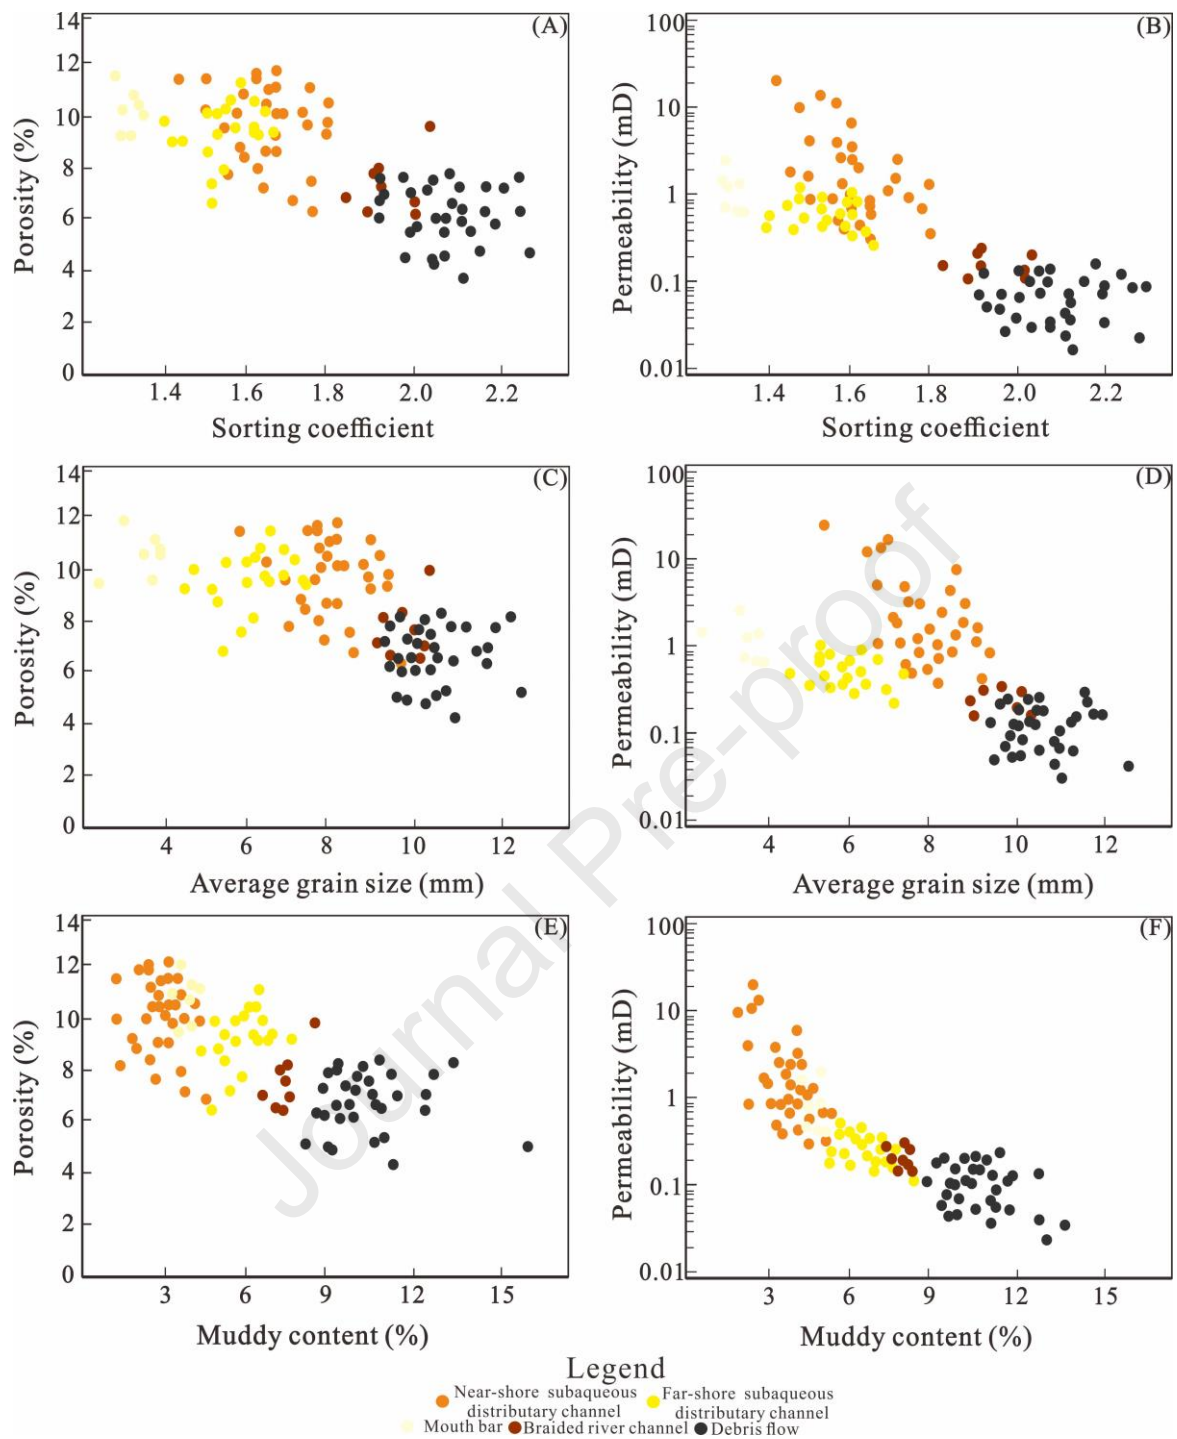 (A)
14
12
10
8
6
4
2
0
Porosity (%)
1.4 1.6 1.8 2.0 2.2
Sorting coefficient
(B)
100
10
1
0.1
0.01
Permeability (mD)
1.4 1.6 1.8 2.0 2.2
Sorting coefficient
(C)
14
12
10
8
6
4
2
0
Porosity (%)
4 6 8 10 12
Average grain size (mm)
(D)
100
10
1
0.1
0.01
Permeability (mD)
4 6 8 10 12
Average grain size (mm)
(E)
14
12
10
8
6
4
2
0
Porosity (%)
3 6 9 12 15
Muddy content (%)
(F)
100
10
1
0.1
0.01
Permeability (mD)
3 6 9 12 15
Muddy content (%)
Journal Pre-proof
Legend
Near-shore subaqueous
distributary channel
Far-shore subaqueous
distributary channel
Mouth bar Braided river channel Debris flow